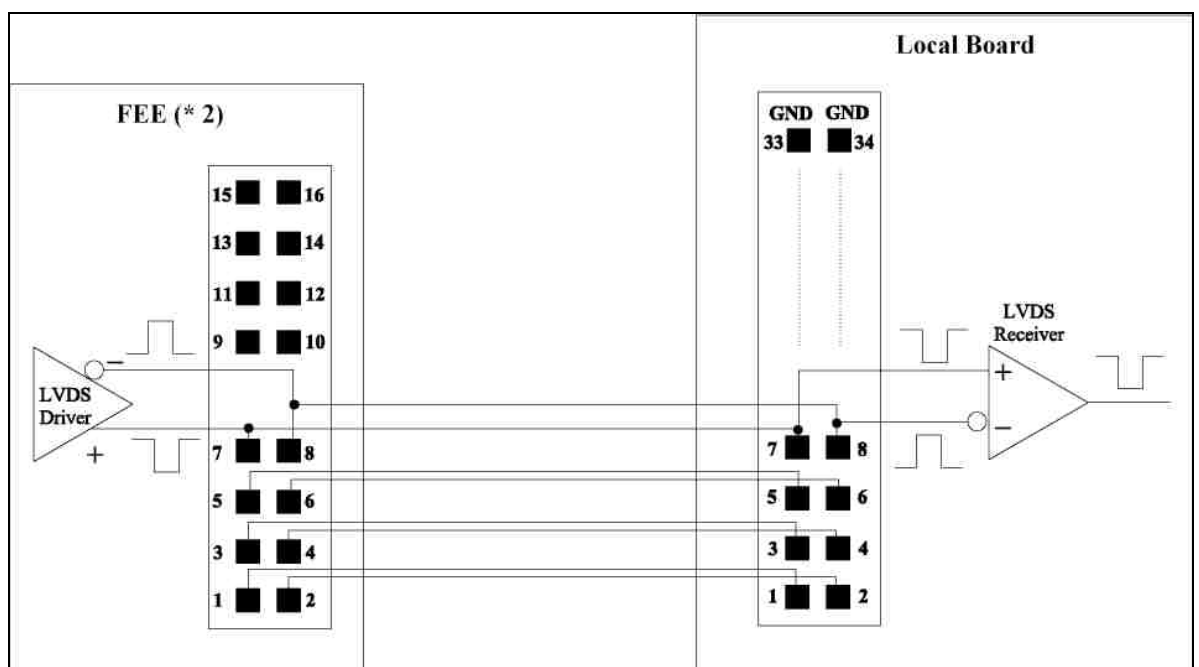 Local Board
FEE (* 2)
GND GND
33 34
15 16
13 14
11 12
9 10
LVDS
Driver
−
+
7 8
5 6
3 4
1 2
LVDS
Receiver
+
−
7 8
5 6
3 4
1 2